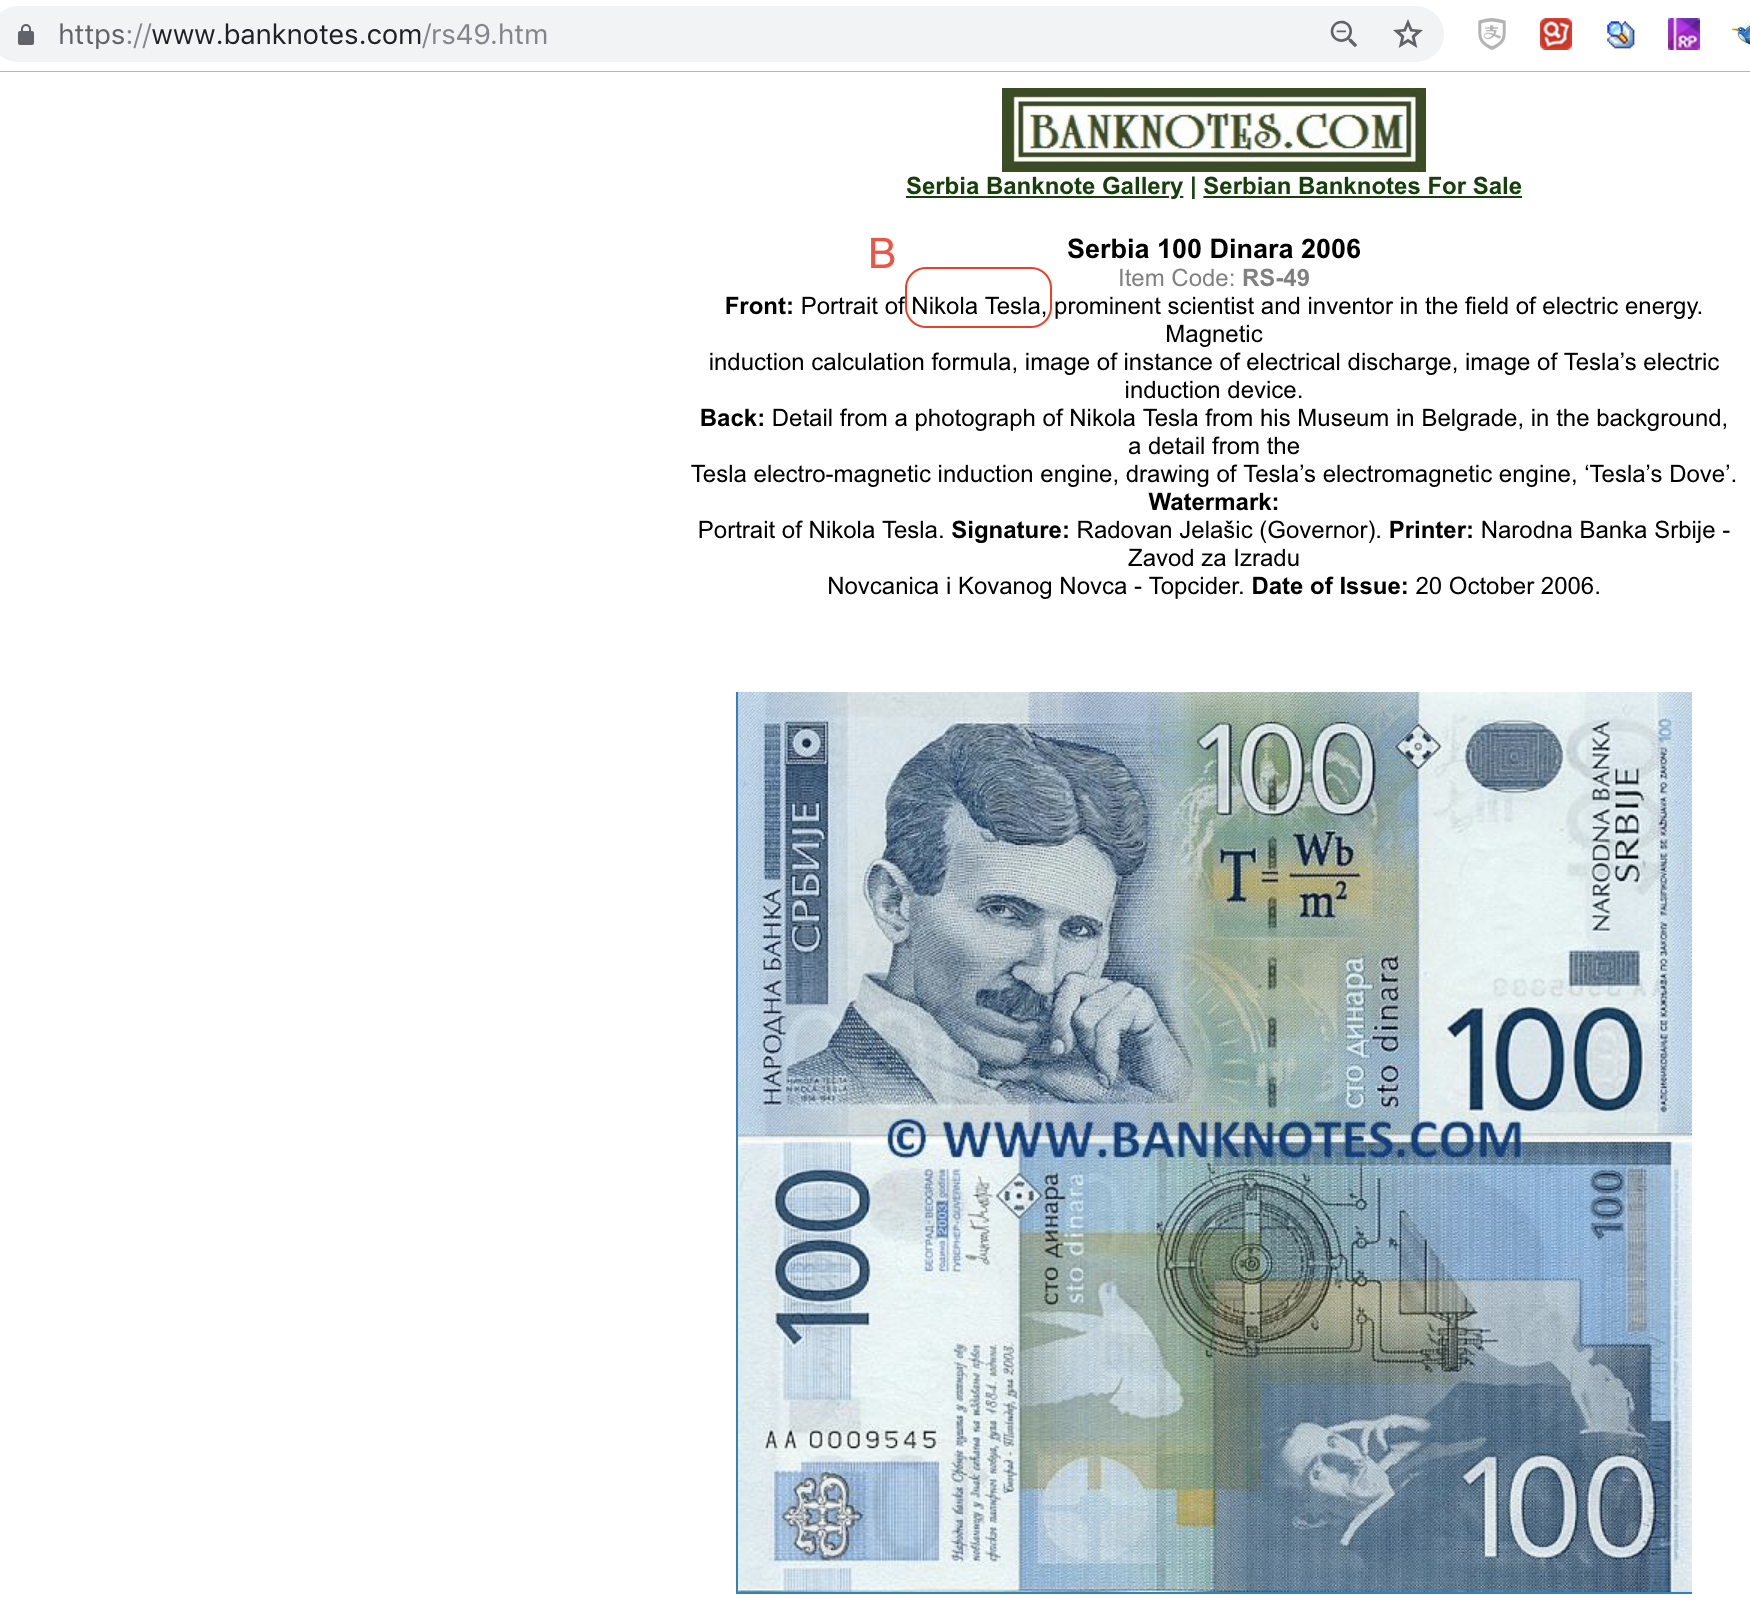 https://www.banknotes.com/rs49.htm
BANKNOTES.COM
Serbia Banknote Gallery | Serbian Banknotes For Sale
B
Serbia 100 Dinara 2006
Item Code: RS-49
Front: Portrait of Nikola Tesla, prominent scientist and inventor in the field of electric energy.
Magnetic
induction calculation formula, image of instance of electrical discharge, image of Tesla’s electric
induction device.
Back: Detail from a photograph of Nikola Tesla from his Museum in Belgrade, in the background,
a detail from the
Tesla electro-magnetic induction engine, drawing of Tesla’s electromagnetic engine, ‘Tesla’s Dove’.
Watermark:
Portrait of Nikola Tesla. Signature: Radovan Jelašic (Governor). Printer: Narodna Banka Srbije -
Zavod za Izradu
Novcanica i Kovanog Novca - Topcider. Date of Issue: 20 October 2006.
НАРОДНА БАНКА
СРБИЈЕ
100
T = Wb
m²
сто динара
sto dinara
NARODNA BANKA
SRBIJE
100
100
© WWW.BANKNOTES.COM
100
БЕОГРАД - BEOGRAD
година 2003 godina
ГУВЕРНЕР - GUVERNER
сто динара
sto dinara
100
AA 0009545
100